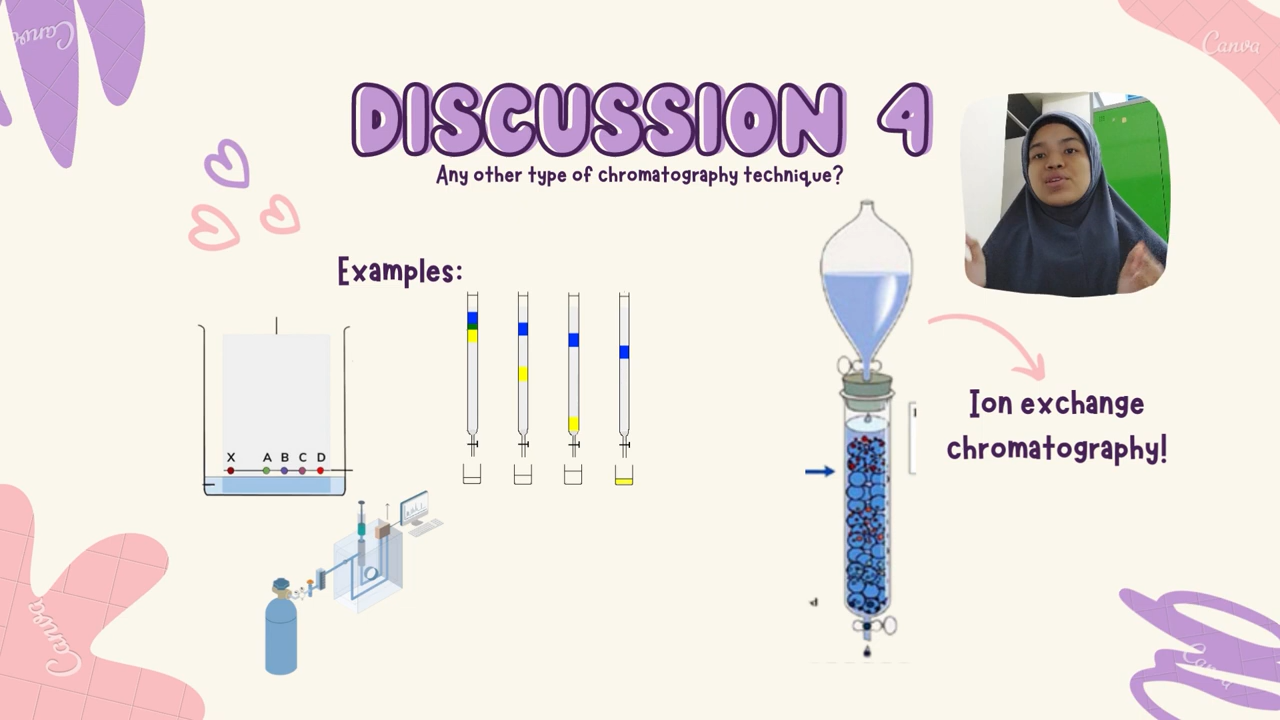 Canva
Canva
DISCUSSION 4
Any other type of chromatography technique?
Examples:
X A B C D
Ion exchange
chromatography!
Canva
Canva